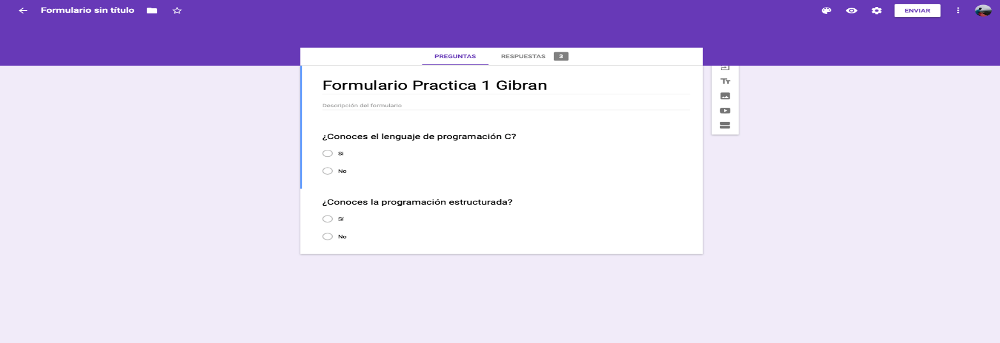 Formulario sin título
ENVIAR
PREGUNTAS RESPUESTAS 3
Formulario Practica 1 Gibran
Descripción del formulario
¿Conoces el lenguaje de programación C?
Si
No
¿Conoces la programación estructurada?
Sí
No